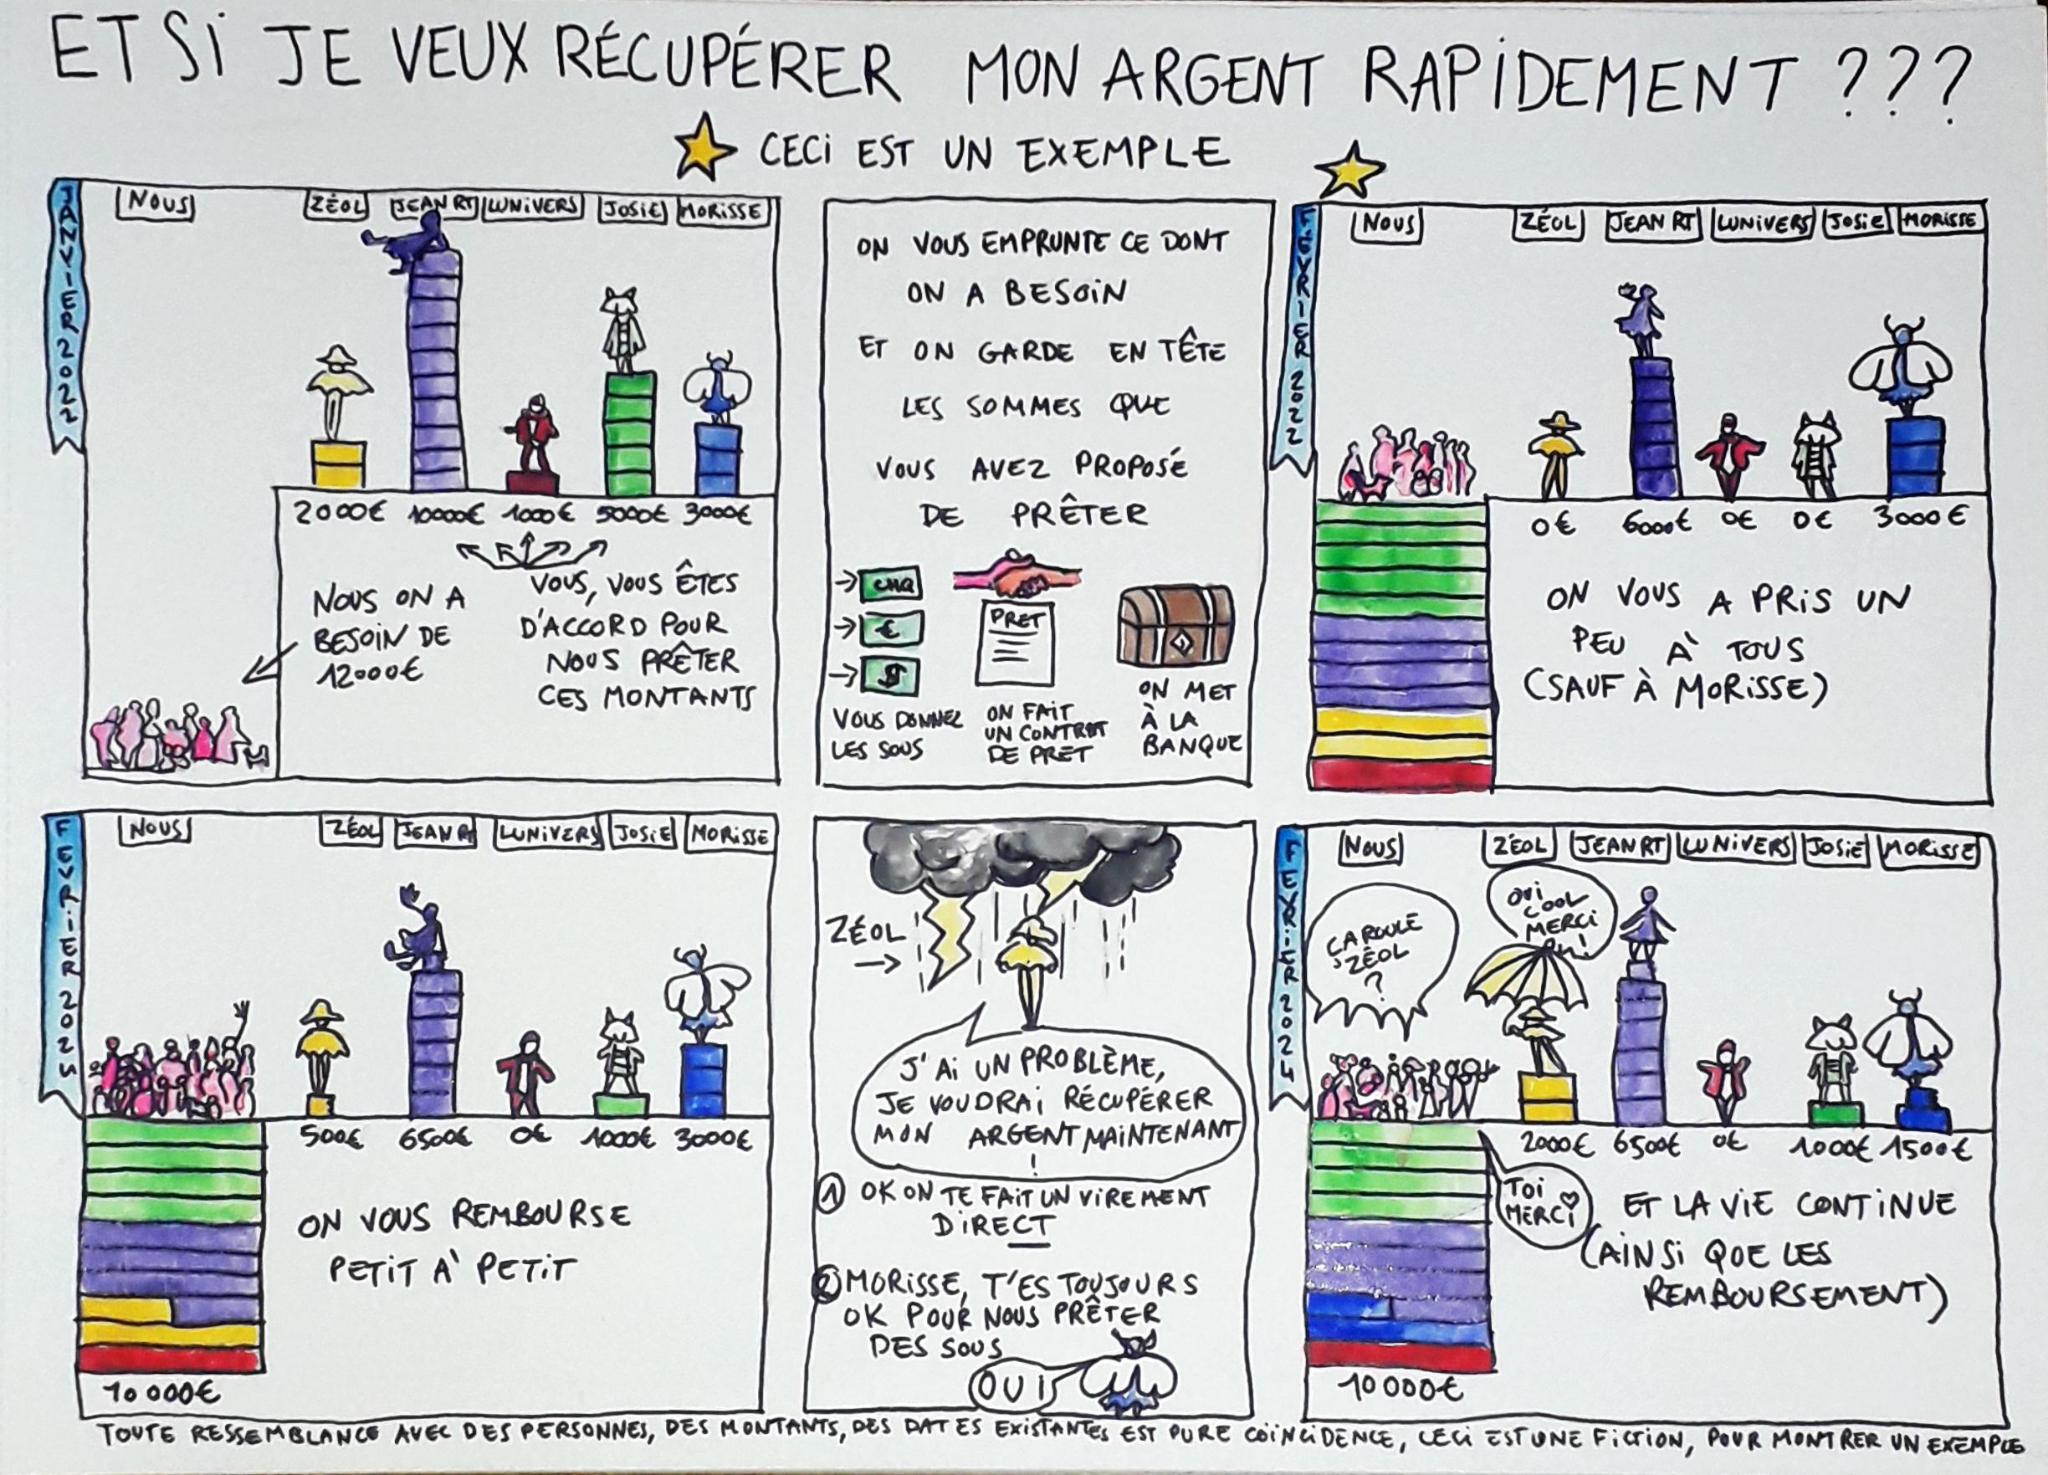 ET SI JE VEUX RÉCUPÉRER MON ARGENT RAPIDEMENT ???
CECI EST UN EXEMPLE
JANVIER 2022
NOUS
ZÉOL
JEAN RT
LUNIVERS
JOSIE
MORISSE
2000€
10000€
1000€
5000€
3000€
NOUS ON A
BESOIN DE
12000€
VOUS, VOUS ÊTES
D'ACCORD POUR
NOUS PRÊTER
CES MONTANTS
ON VOUS EMPRUNTE CE DONT
ON A BESOIN
ET ON GARDE EN TÊTE
LES SOMMES QUE
VOUS AVEZ PROPOSÉ
DE PRÊTER
CHQ
€
$
VOUS DONNEZ
LES SOUS
PRET
ON FAIT
UN CONTRAT
DE PRET
ON MET
À LA
BANQUE
FEVRIER 2022
NOUS
ZÉOL
JEAN RT
LUNIVERS
JOSIE
MORISSE
0€
6000€
0€
0€
3000€
ON VOUS A PRIS UN
PEU À TOUS
(SAUF À MORISSE)
FEVRIER 2024
NOUS
ZÉOL
JEAN RT
LUNIVERS
JOSIE
MORISSE
500€
6500€
0€
1000€
3000€
ON VOUS REMBOURSE
PETIT A' PETIT
10 000€
ZÉOL
J'AI UN PROBLÈME,
JE VOUDRAI RÉCUPÉRER
MON ARGENT MAINTENANT
!
1 OK ON TE FAIT UN VIREMENT
DIRECT
2 MORISSE, T'ES TOUJOURS
OK POUR NOUS PRÊTER
DES SOUS
OUI
FEVRIER 2024
NOUS
ZÉOL
JEAN RT
LUNIVERS
JOSIE
MORISSE
ÇA ROULE
ZÉOL
?
OUI
COOL
MERCI
!
2000€
6500€
0€
1000€
1500€
TOI
MERCI
ET LA VIE CONTINUE
(AINSI QUE LES
REMBOURSEMENT)
10 000€
TOUTE RESSEMBLANCE AVEC DES PERSONNES, DES MONTANTS, DES DATES EXISTANTES EST PURE COÏNCIDENCE, CECI EST UNE FICTION, POUR MONTRER UN EXEMPLE